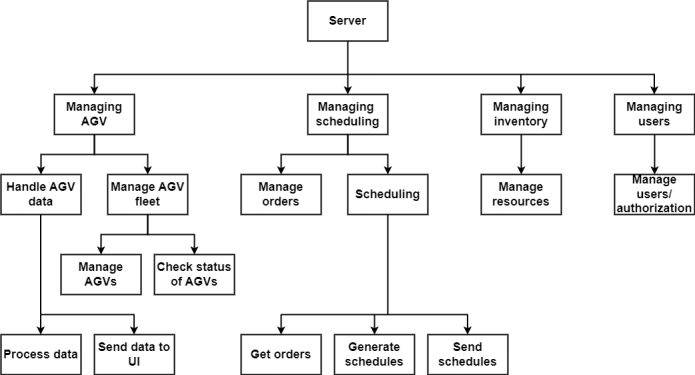 Server
Managing
AGV
Managing
scheduling
Managing
inventory
Managing
users
Handle AGV
data
Manage AGV
fleet
Manage
orders
Scheduling
Manage
resources
Manage
users/
authorization
Manage
AGVs
Check status
of AGVs
Process data
Send data to
UI
Get orders
Generate
schedules
Send
schedules